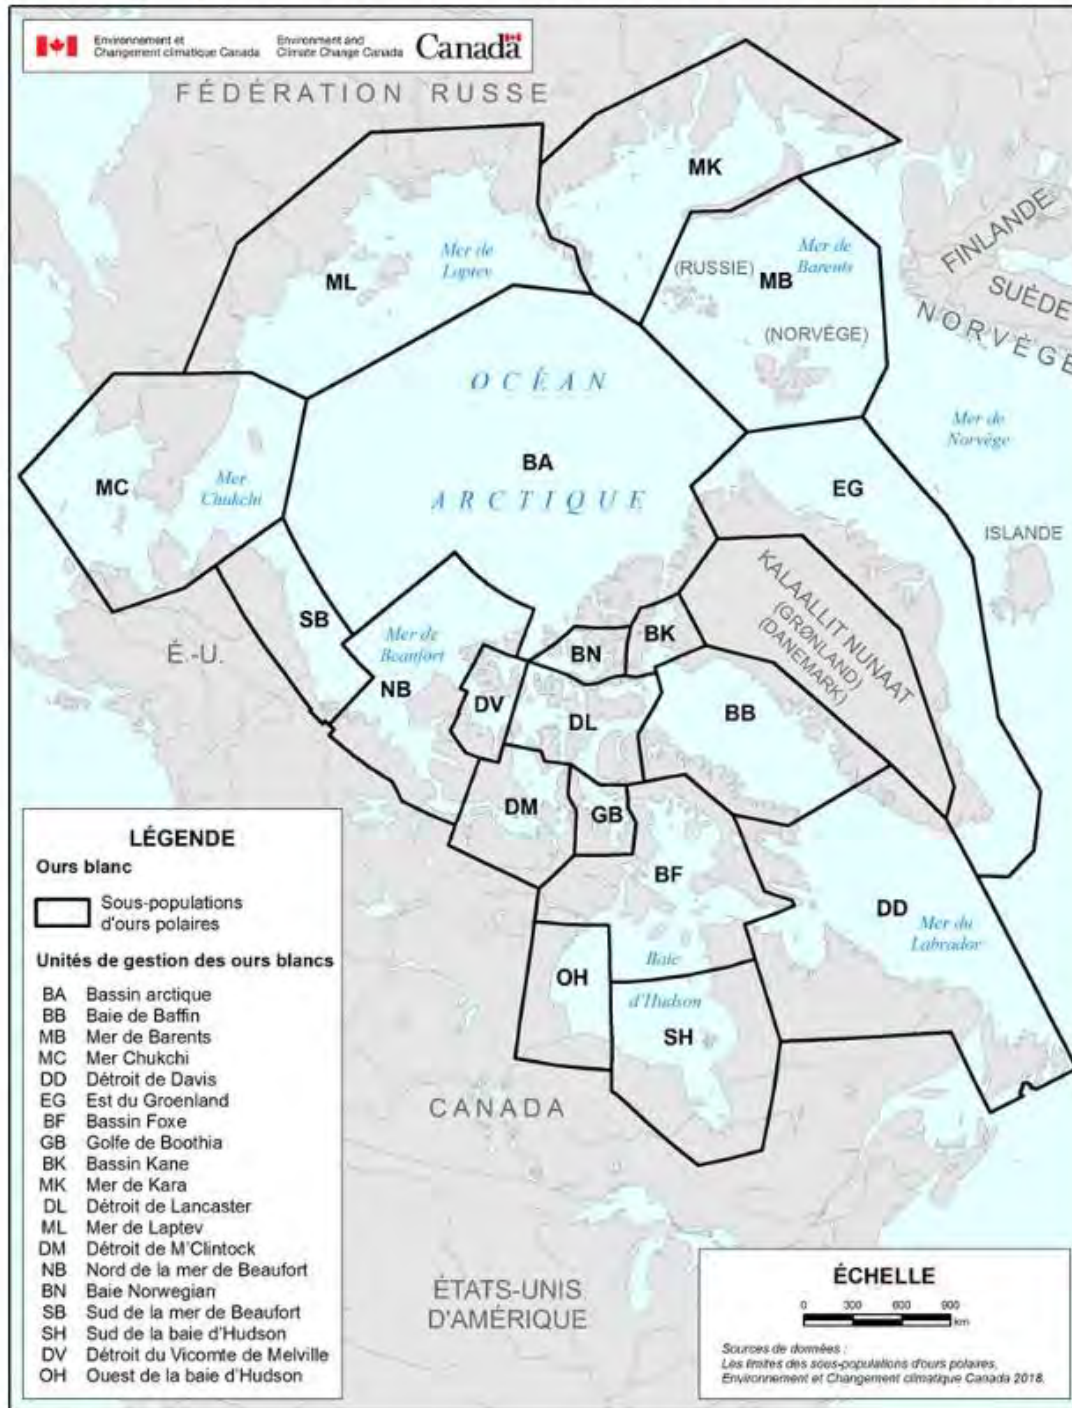 Environnement et
Changement climatique Canada
Environment and
Climate Change Canada
Canada
FÉDÉRATION RUSSE
MK
FINLANDE
SUÈDE
NORVÈGE
Mer de
Laptev
ML
(RUSSIE)
MB
Mer de
Barents
(NORVÈGE)
OCÉAN
ARCTIQUE
BA
Mer de
Norvège
MC
Mer
Chukchi
EG
ISLANDE
KALAALLIT NUNAAT
(GRØNLAND)
(DANEMARK)
SB
É.-U.
Mer de
Beaufort
NB
BN
BK
DV
DL
BB
DM
GB
BF
DD
Mer du
Labrador
OH
Baie
d'Hudson
SH
CANADA
ÉTATS-UNIS
D'AMÉRIQUE
LÉGENDE
Ours blanc
Sous-populations
d'ours polaires
Unités de gestion des ours blancs
BA Bassin arctique
BB Baie de Baffin
MB Mer de Barents
MC Mer Chukchi
DD Détroit de Davis
EG Est du Groenland
BF Bassin Foxe
GB Golfe de Boothia
BK Bassin Kane
MK Mer de Kara
DL Détroit de Lancaster
ML Mer de Laptev
DM Détroit de M'Clintock
NB Nord de la mer de Beaufort
BN Baie Norwegian
SB Sud de la mer de Beaufort
SH Sud de la baie d'Hudson
DV Détroit du Vicomte de Melville
OH Ouest de la baie d'Hudson
ÉCHELLE
0 300 600 900
km
Sources de données :
Les limites des sous-populations d'ours polaires,
Environnement et Changement climatique Canada 2018.